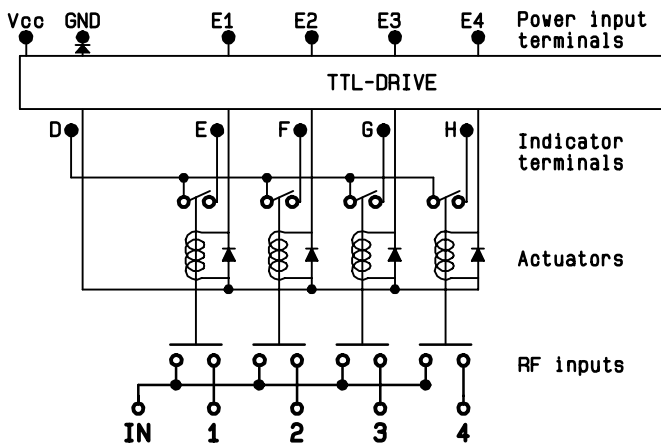 Vcc GND E1 E2 E3 E4 Power input
terminals
TTL-DRIVE
D E F G H Indicator
terminals
Actuators
RF inputs
IN 1 2 3 4